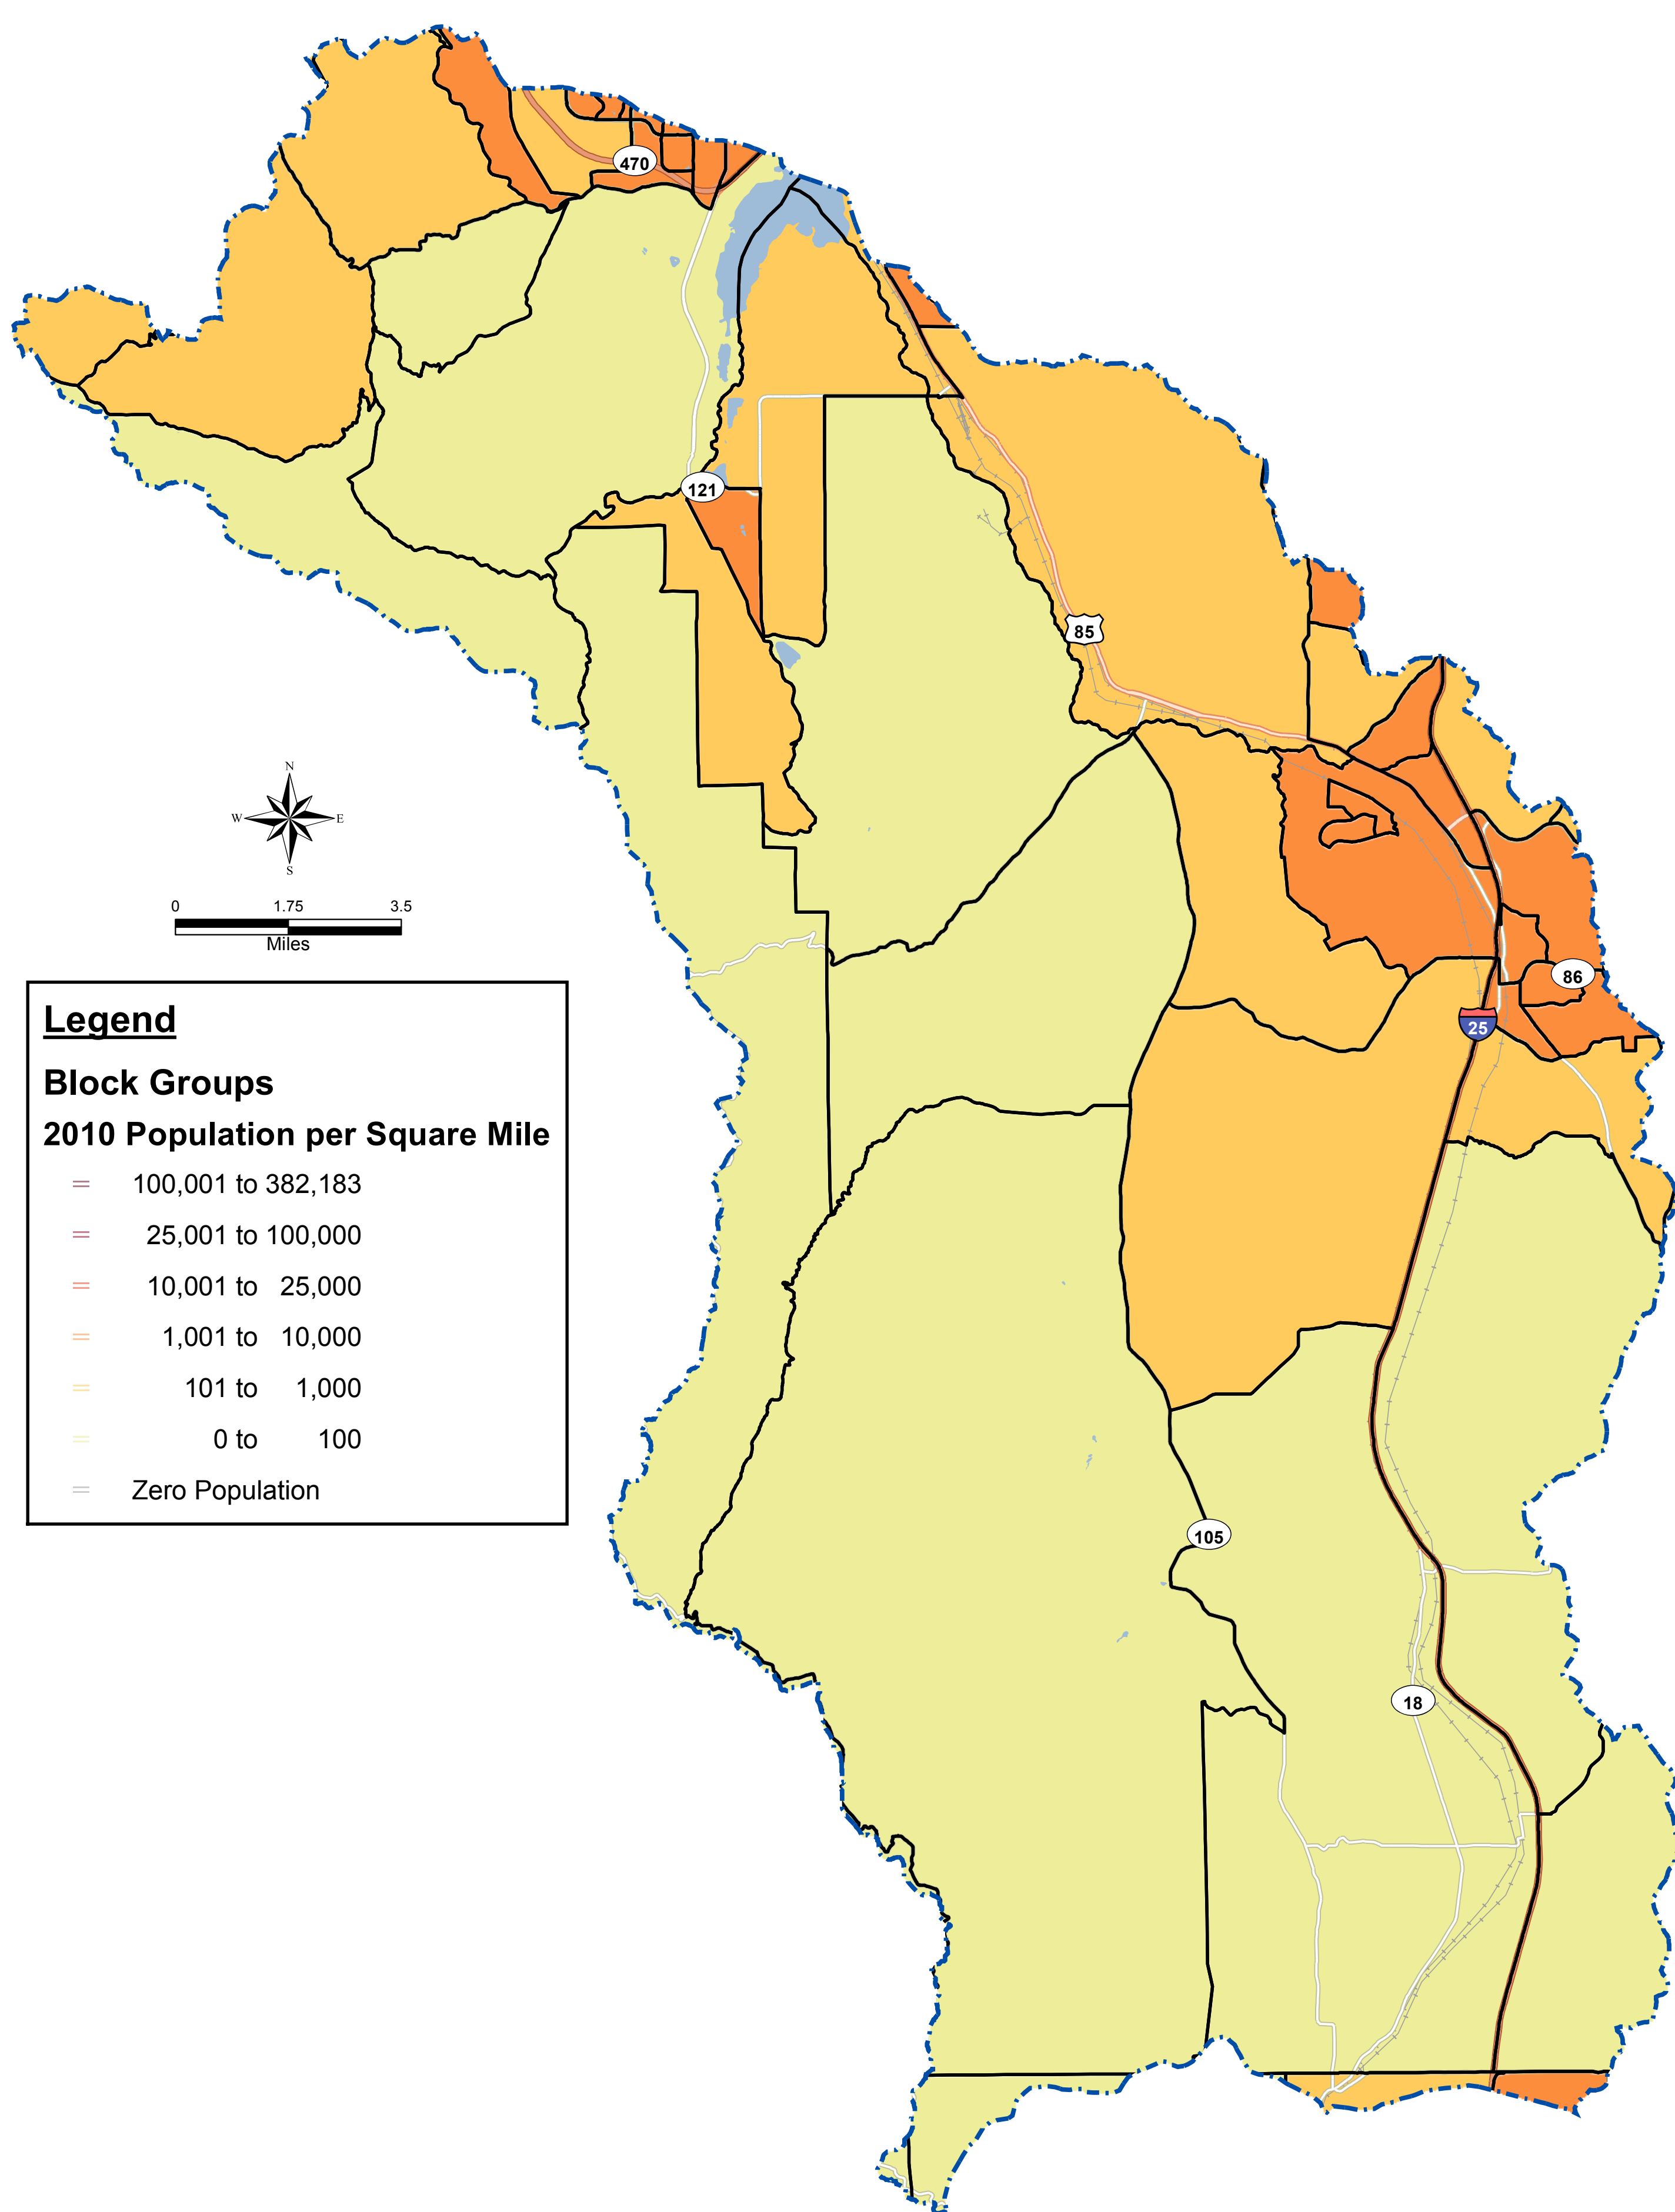 470
121
85
N
W E
S
0 1.75 3.5
Miles
86
25
Legend
Block Groups
2010 Population per Square Mile
100,001 to 382,183
25,001 to 100,000
10,001 to 25,000
1,001 to 10,000
101 to 1,000
0 to 100
Zero Population
105
18